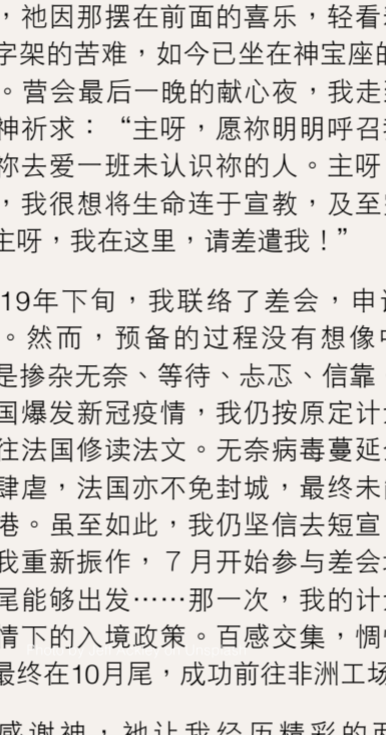 ，祂因那摆在前面的喜乐，轻看
字架的苦难，如今已坐在神宝座的
。营会最后一晚的献心夜，我走
神祈求：“主呀，愿祢明明呼召
祢去爱一班未认识祢的人。主呀
，我很想将生命连于宣教，及至
主呀，我在这里，请差遣我！”
19年下旬，我联络了差会，申
。然而，预备的过程没有想像
是掺杂无奈、等待、忐忑、信靠
国爆发新冠疫情，我仍按原定计
往法国修读法文。无奈病毒蔓延
肆虐，法国亦不免封城，最终未
港。虽至如此，我仍坚信去短宣
我重新振作，7月开始参与差会
尾能够出发……那一次，我的计
情下的入境政策。百感交集，惆
最终在10月尾，成功前往非洲工场
感谢神，祂让我经历精彩的两